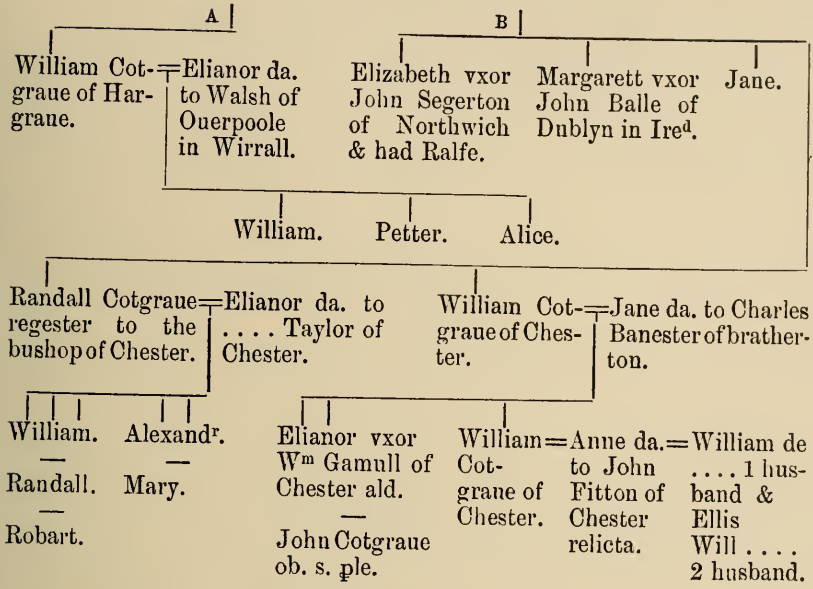 A
B
William Cot-
graue of Har-
graue.
Elianor da.
to Walsh of
Ouerpoole
in Wirrall.
Elizabeth vxor
John Segerton
of Northwich
& had Ralfe.
Margarett vxor
John Balle of
Dublyn in Ireᵈ.
Jane.
William.
Petter.
Alice.
Randall Cotgraue
regester to the
bushop of Chester.
Elianor da. to
.... Taylor of
Chester.
William Cot-
graue of Ches-
ter.
Jane da. to Charles
Banester of brather-
ton.
William.
—
Randall.
—
Robart.
Alexandʳ.
—
Mary.
Elianor vxor
Wᵐ Gamull of
Chester ald.
—
John Cotgraue
ob. s. ꝑle.
William
Cot-
graue of
Chester.
=
Anne da.
to John
Fitton of
Chester
relicta.
=
William de
.... 1 hus-
band &
Ellis
Will ....
2 husband.